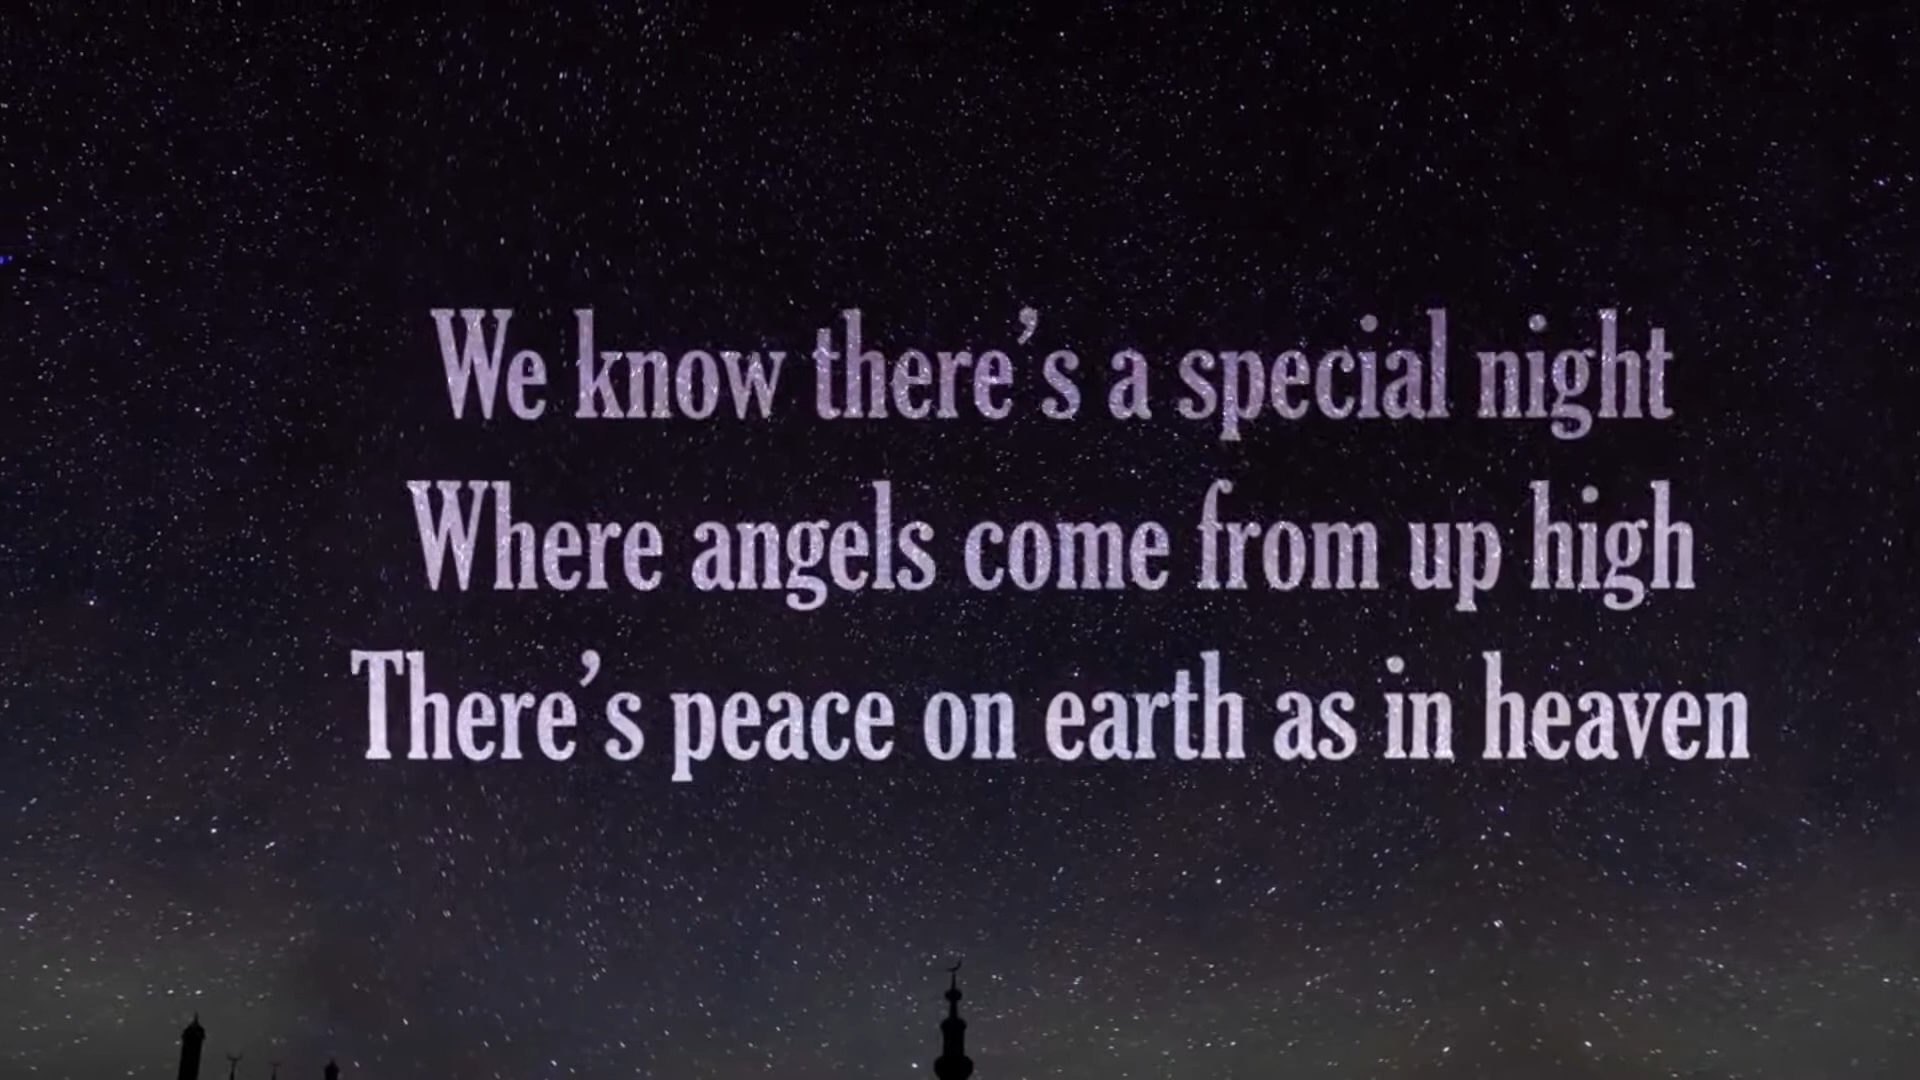 We know there’s a special night
Where angels come from up high
There’s peace on earth as in heaven